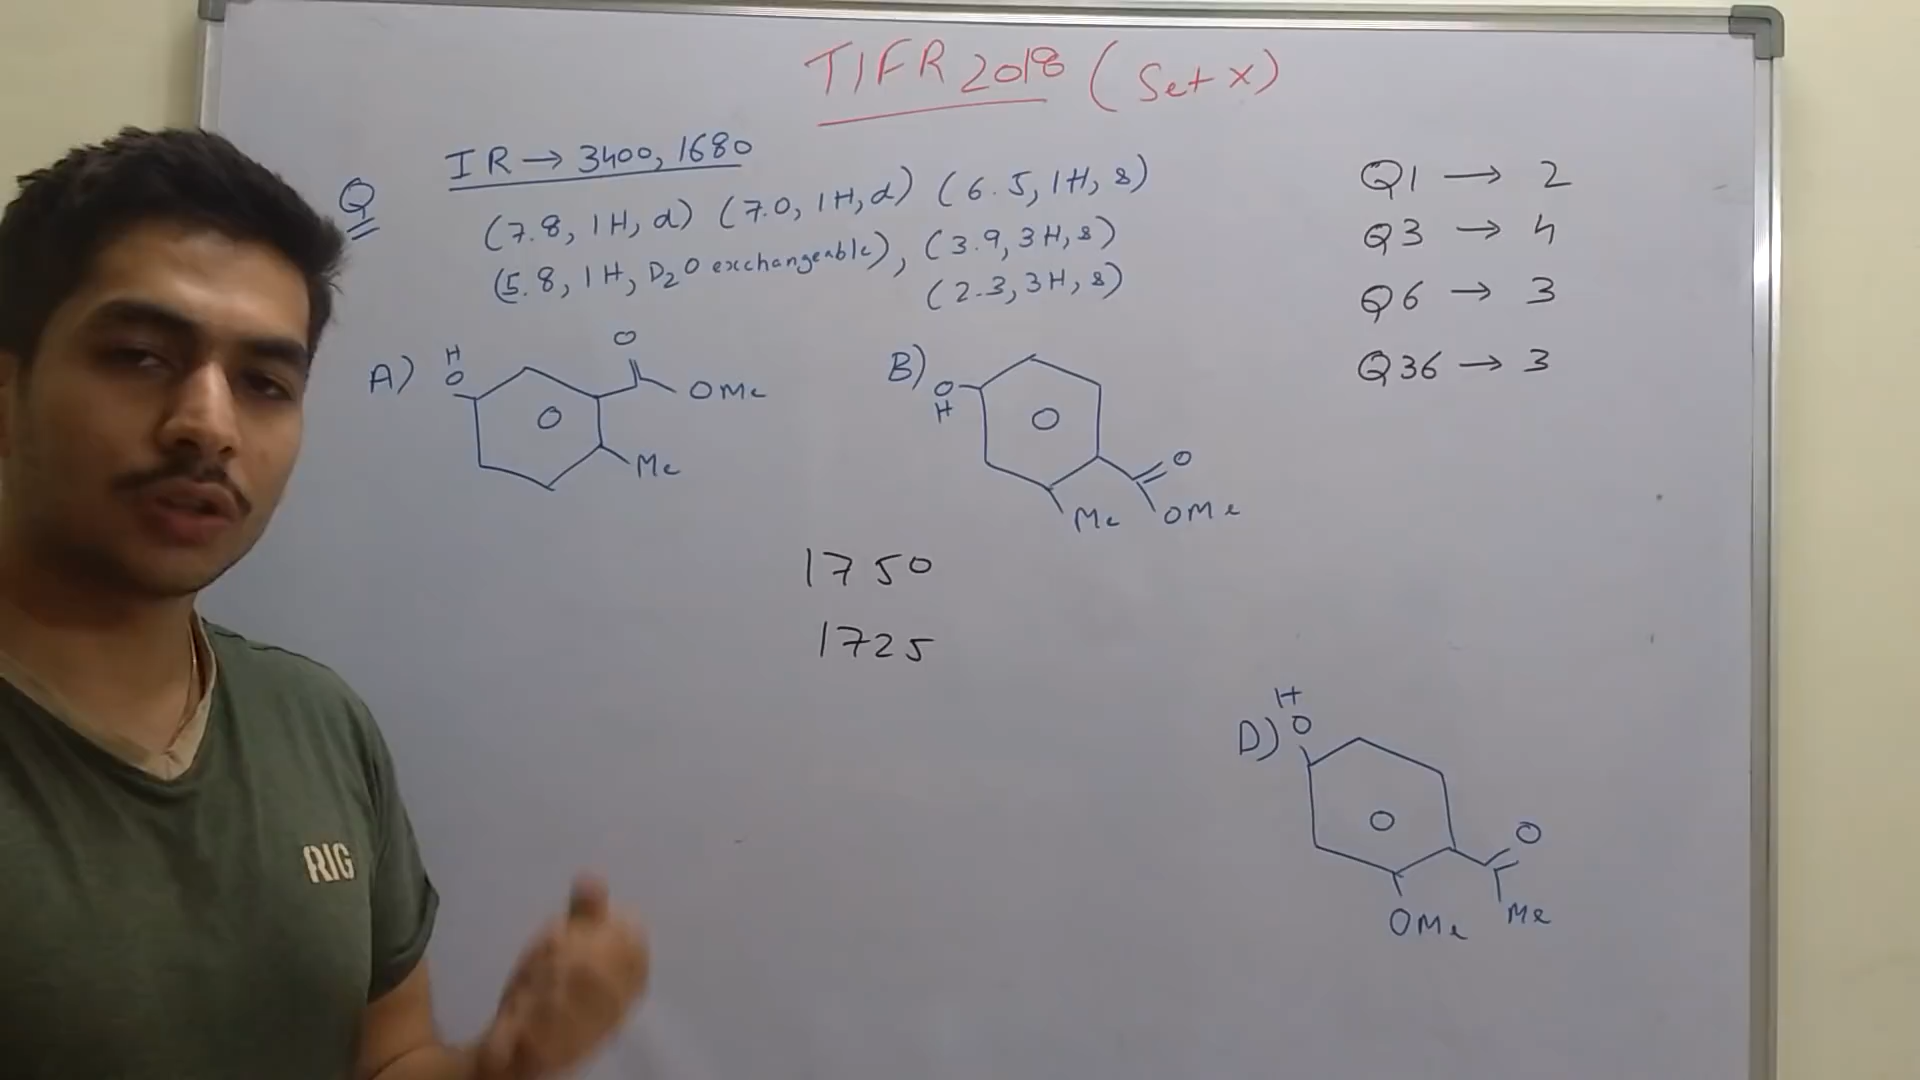 TIFR 2018 (Set X)
Q
IR → 3400, 1680
(7.8, 1H, d) (7.0, 1H, d) (6.5, 1H, s)
(5.8, 1H, D2O exchangeable), (3.9, 3H, s)
(2.3, 3H, s)
Q1 → 2
Q3 → 4
Q6 → 3
Q36 → 3
A)
H
O
O
O
OMe
Me
B)
O
H
O
O
Me
OMe
1750
1725
D)
H
O
O
O
OMe
Me
RIG